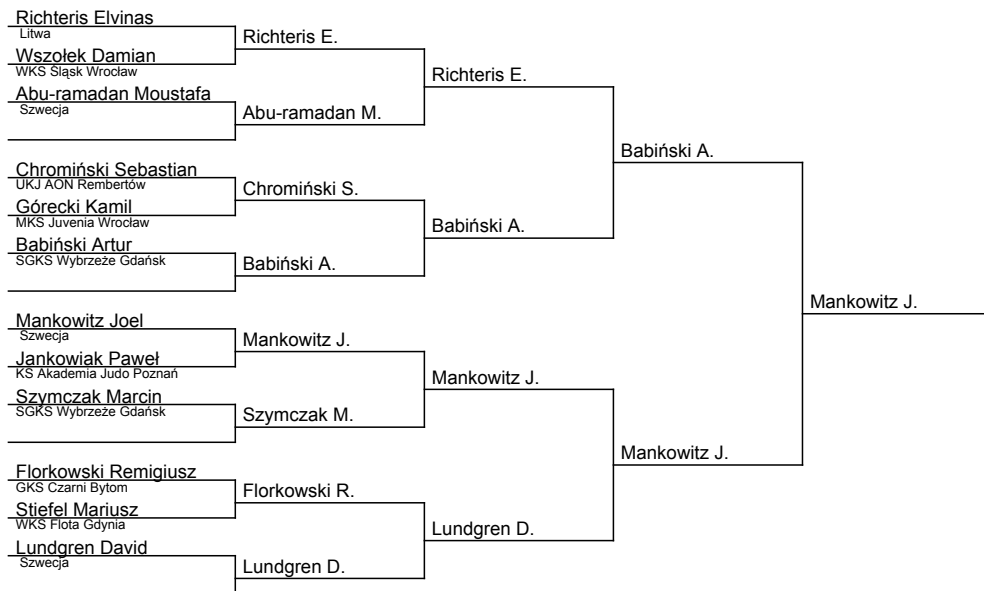 Richteris Elvinas
Litwa
Wszołek Damian
WKS Śląsk Wrocław
Abu-ramadan Moustafa
Szwecja
Chromiński Sebastian
UKJ AON Rembertów
Górecki Kamil
MKS Juvenia Wrocław
Babiński Artur
SGKS Wybrzeże Gdańsk
Mankowitz Joel
Szwecja
Jankowiak Paweł
KS Akademia Judo Poznań
Szymczak Marcin
SGKS Wybrzeże Gdańsk
Florkowski Remigiusz
GKS Czarni Bytom
Stiefel Mariusz
WKS Flota Gdynia
Lundgren David
Szwecja
Richteris E.
Abu-ramadan M.
Chromiński S.
Babiński A.
Mankowitz J.
Szymczak M.
Florkowski R.
Lundgren D.
Richteris E.
Babiński A.
Mankowitz J.
Lundgren D.
Babiński A.
Mankowitz J.
Mankowitz J.